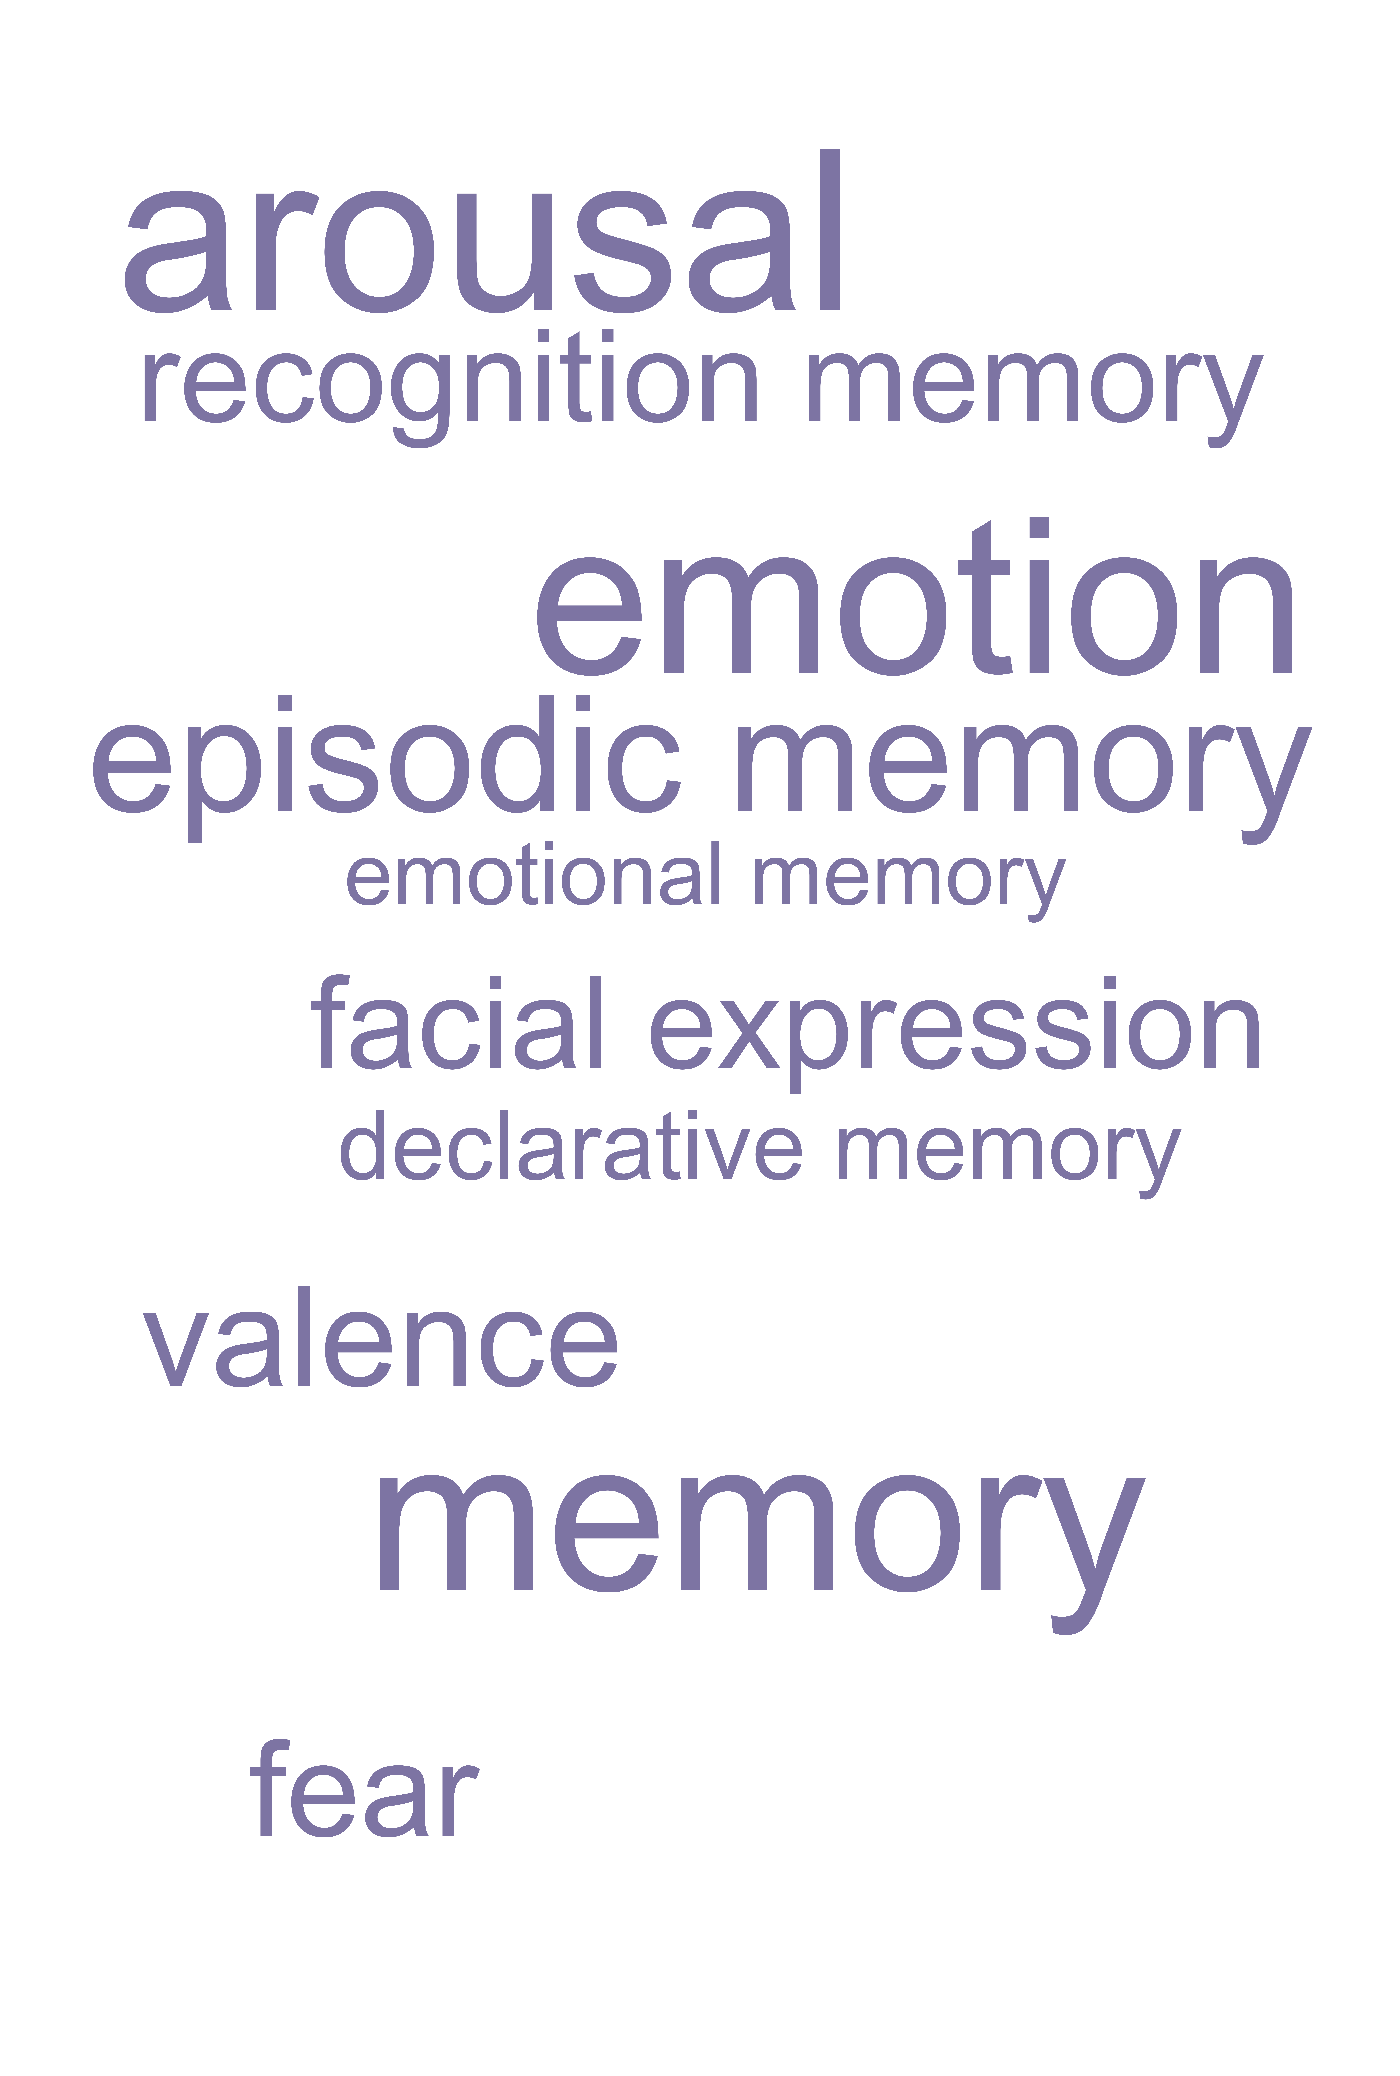 arousal
recognition memory
emotion
episodic memory
emotional memory
facial expression
declarative memory
valence
memory
fear